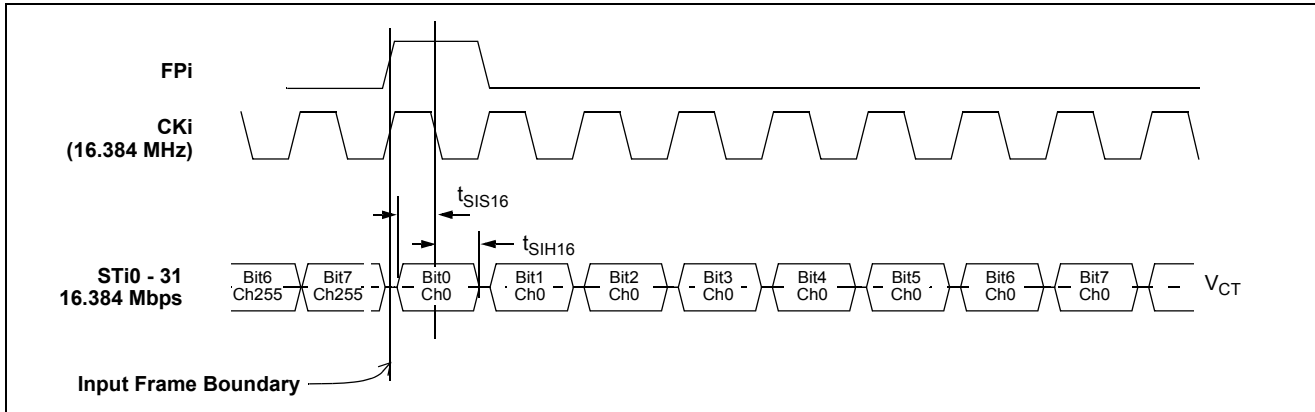 FPi
CKi
(16.384 MHz)
tSIS16
tSIH16
STi0 - 31
16.384 Mbps
Bit6
Ch255
Bit7
Ch255
Bit0
Ch0
Bit1
Ch0
Bit2
Ch0
Bit3
Ch0
Bit4
Ch0
Bit5
Ch0
Bit6
Ch0
Bit7
Ch0
VCT
Input Frame Boundary